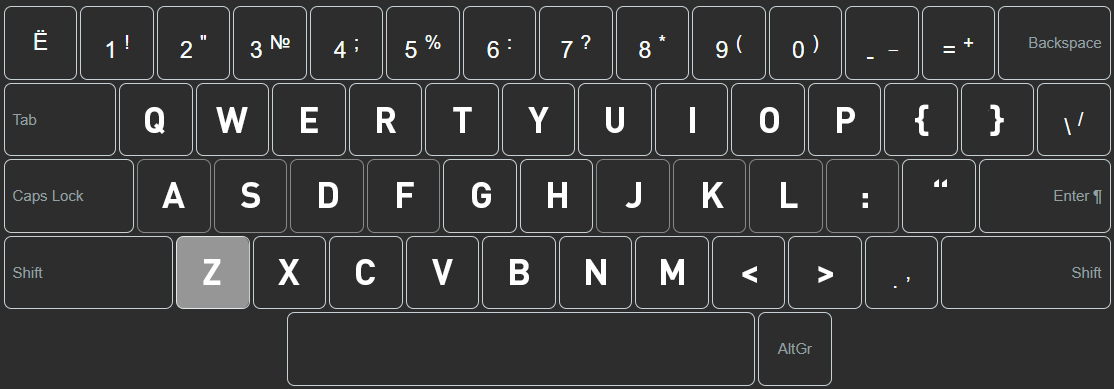 Ё 1 ! 2 " 3 № 4 ; 5 % 6 : 7 ? 8 * 9 ( 0 ) - _ = + Backspace
Tab Q W E R T Y U I O P { } \ /
Caps Lock A S D F G H J K L : “ Enter ¶
Shift Z X C V B N M < > . , Shift
AltGr